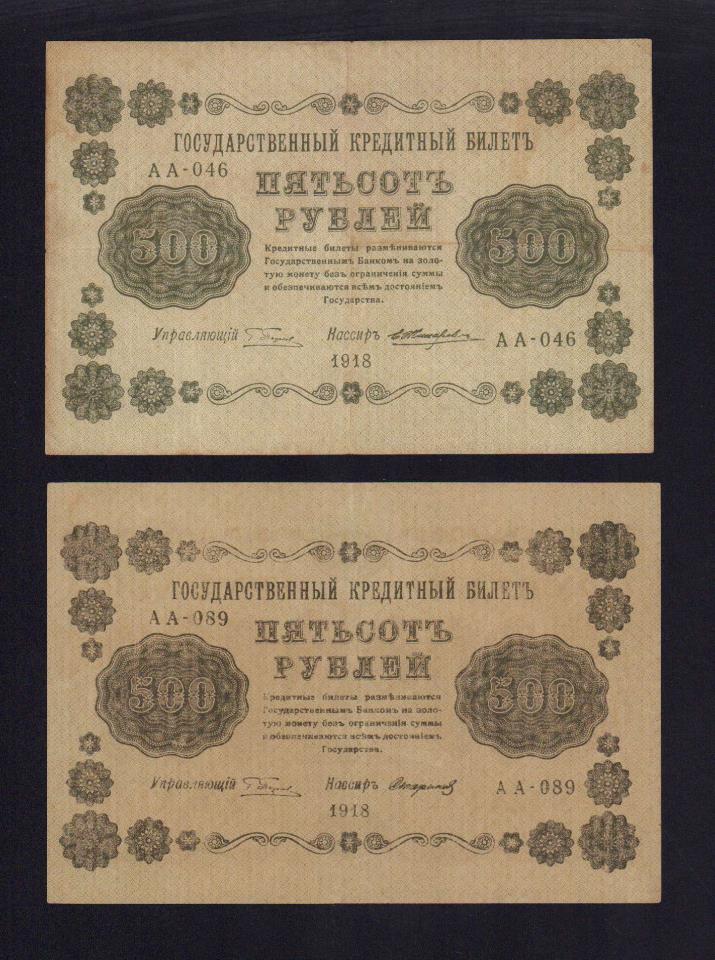 ГОСУДАРСТВЕННЫЙ КРЕДИТНЫЙ БИЛЕТЪ
АА-046
ПЯТЬСОТЪ
РУБЛЕЙ
500
500
Кредитные билеты размѣниваются
Государственнымъ Банкомъ на золо-
тую монету безъ ограниченія суммы
и обезпечиваются всѣмъ достояніемъ
Государства.
Управляющій
Кассиръ
АА-046
1918
ГОСУДАРСТВЕННЫЙ КРЕДИТНЫЙ БИЛЕТЪ
АА-089
ПЯТЬСОТЪ
РУБЛЕЙ
500
500
Кредитные билеты размѣниваются
Государственнымъ Банкомъ на золо-
тую монету безъ ограниченія суммы
и обезпечиваются всѣмъ достояніемъ
Государства.
Управляющій
Кассиръ
АА-089
1918